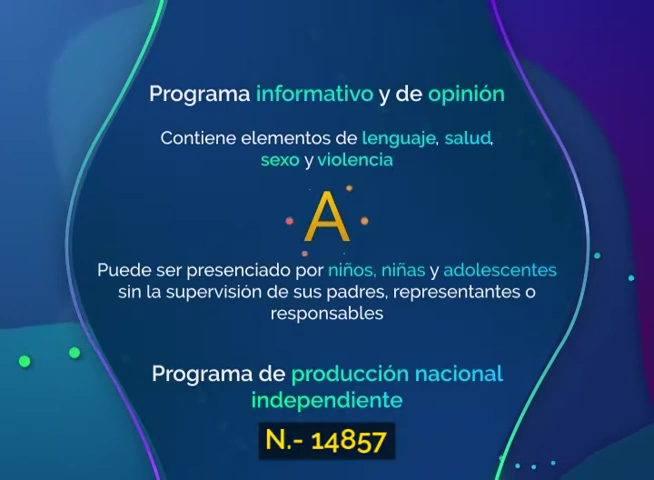 Programa informativo y de opinión
Contiene elementos de lenguaje, salud,
sexo y violencia
A
Puede ser presenciado por niños, niñas y adolescentes
sin la supervisión de sus padres, representantes o
responsables
Programa de producción nacional
independiente
N.- 14857